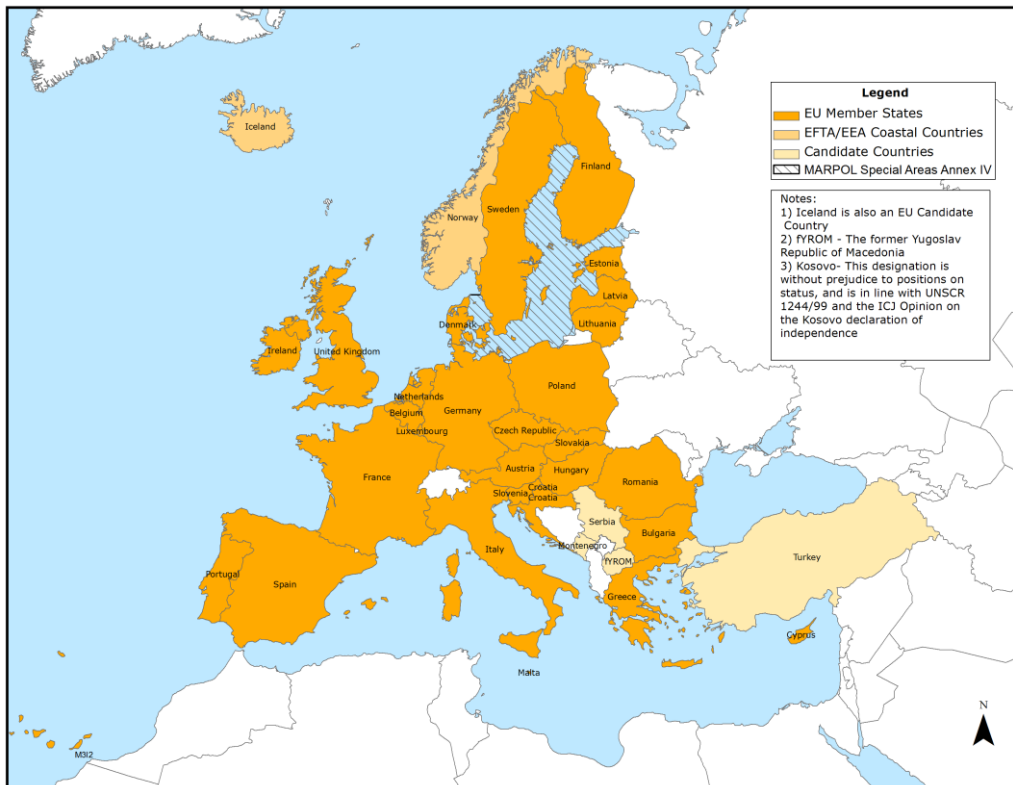 Legend
EU Member States
EFTA/EEA Coastal Countries
Candidate Countries
MARPOL Special Areas Annex IV
Notes:
1) Iceland is also an EU Candidate
Country
2) fYROM - The former Yugoslav
Republic of Macedonia
3) Kosovo- This designation is
without prejudice to positions on
status, and is in line with UNSCR
1244/99 and the ICJ Opinion on
the Kosovo declaration of
independence
Iceland
Finland
Norway
Sweden
Estonia
Latvia
Denmark
Lithuania
Ireland
United Kingdom
Netherlands
Poland
Belgium
Germany
Luxembourg
Czech Republic
Slovakia
Austria
Hungary
France
Romania
Croatia
Slovenia
Croatia
Serbia
Bulgaria
Montenegro
Italy
fYROM
Turkey
Portugal
Spain
Greece
Cyprus
Malta
M3I2
N